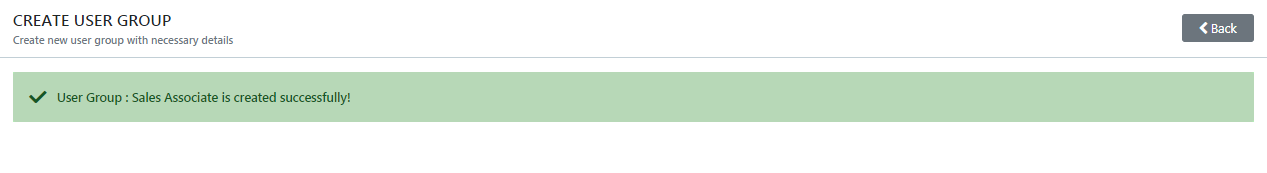 CREATE USER GROUP
Create new user group with necessary details
Back
User Group : Sales Associate is created successfully!